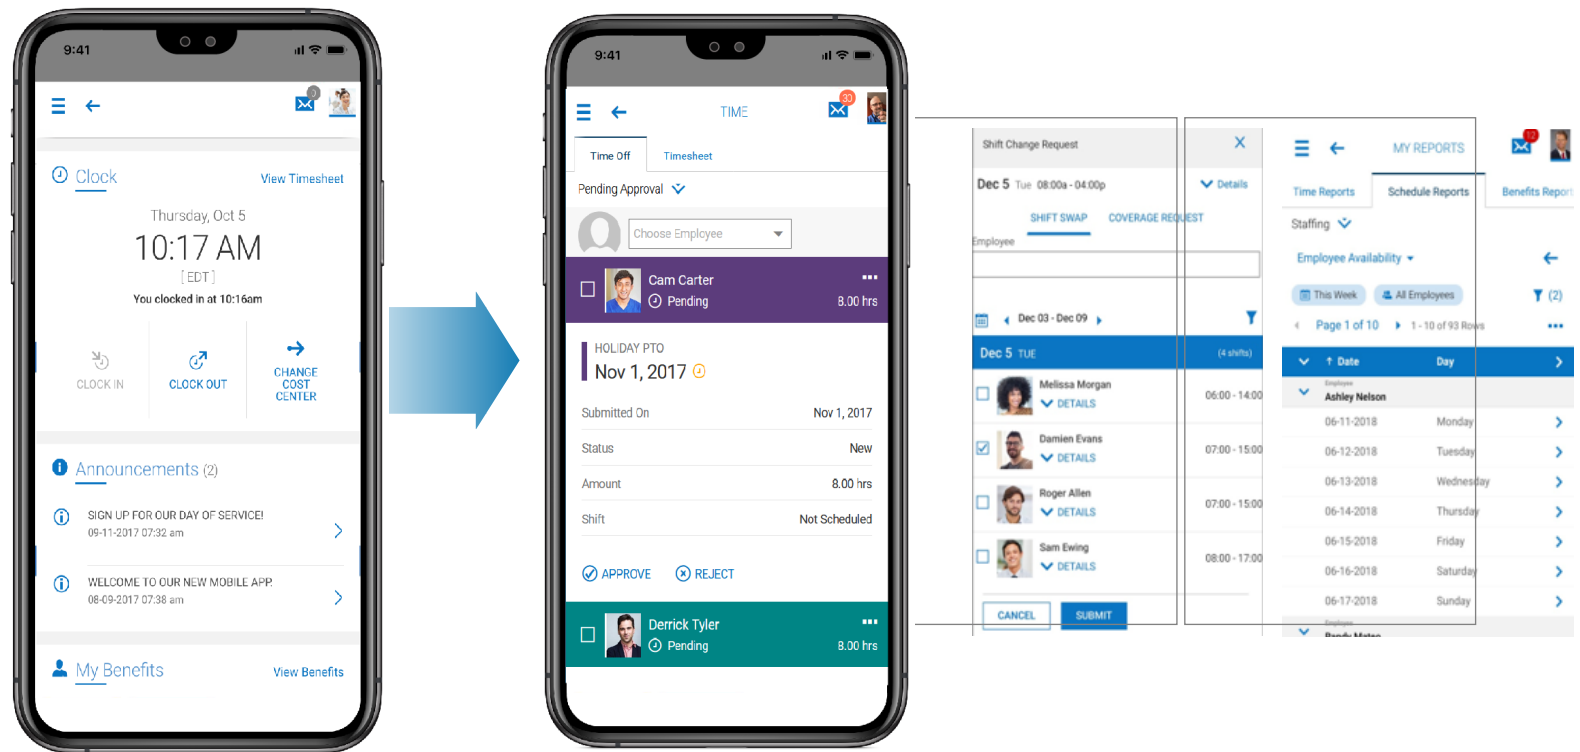 9:41
0
Clock
View Timesheet
Thursday, Oct 5
10:17 AM
[ EDT ]
You clocked in at 10:16am
CLOCK IN
CLOCK OUT
CHANGE
COST
CENTER
Announcements (2)
SIGN UP FOR OUR DAY OF SERVICE!
09-11-2017 07:32 am
WELCOME TO OUR NEW MOBILE APP.
08-09-2017 07:38 am
My Benefits
View Benefits
9:41
TIME
30
Time Off
Timesheet
Pending Approval
Choose Employee
Cam Carter
Pending
8.00 hrs
HOLIDAY PTO
Nov 1, 2017
Submitted On
Nov 1, 2017
Status
New
Amount
8.00 hrs
Shift
Not Scheduled
APPROVE
REJECT
Derrick Tyler
Pending
8.00 hrs
Shift Change Request
X
Dec 5 Tue 08:00a - 04:00p
Details
SHIFT SWAP
COVERAGE REQUEST
Employee
Dec 03 - Dec 09
Dec 5 TUE
(4 shifts)
Melissa Morgan
DETAILS
06:00 - 14:00
Damien Evans
DETAILS
07:00 - 15:00
Roger Allen
DETAILS
07:00 - 15:00
Sam Ewing
DETAILS
08:00 - 17:00
CANCEL
SUBMIT
MY REPORTS
12
Time Reports
Schedule Reports
Benefits Report
Staffing
Employee Availability
This Week
All Employees
(2)
Page 1 of 10
1 - 10 of 93 Rows
Date
Day
Employee
Ashley Nelson
06-11-2018 Monday
06-12-2018 Tuesday
06-13-2018 Wednesday
06-14-2018 Thursday
06-15-2018 Friday
06-16-2018 Saturday
06-17-2018 Sunday
Employee